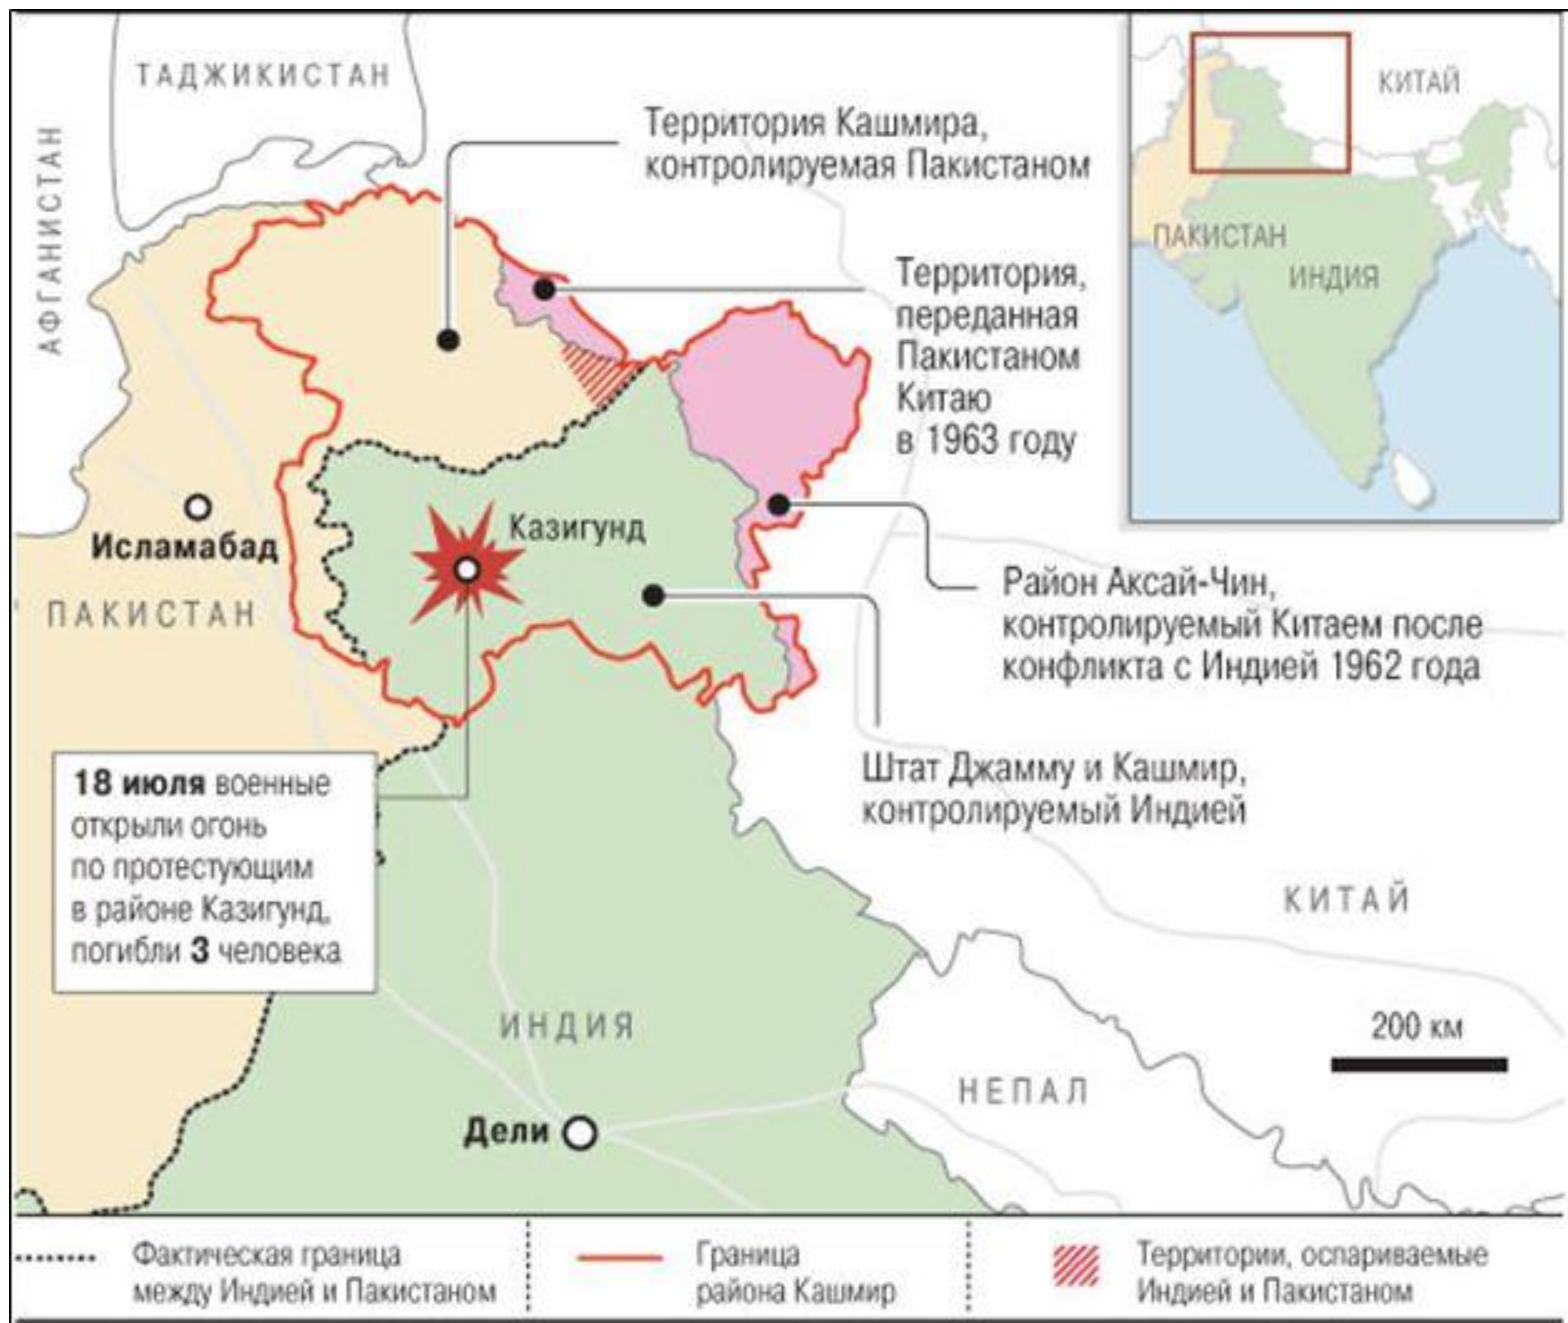 ТАДЖИКИСТАН
АФГАНИСТАН
Территория Кашмира,
контролируемая Пакистаном
КИТАЙ
ПАКИСТАН
ИНДИЯ
Территория,
переданная
Пакистаном
Китаю
в 1963 году
Исламабад
ПАКИСТАН
Казигунд
Район Аксай-Чин,
контролируемый Китаем после
конфликта с Индией 1962 года
Штат Джамму и Кашмир,
контролируемый Индией
18 июля военные
открыли огонь
по протестующим
в районе Казигунд,
погибли 3 человека
КИТАЙ
ИНДИЯ
200 км
НЕПАЛ
Дели
Фактическая граница
между Индией и Пакистаном
Граница
района Кашмир
Территории, оспариваемые
Индией и Пакистаном